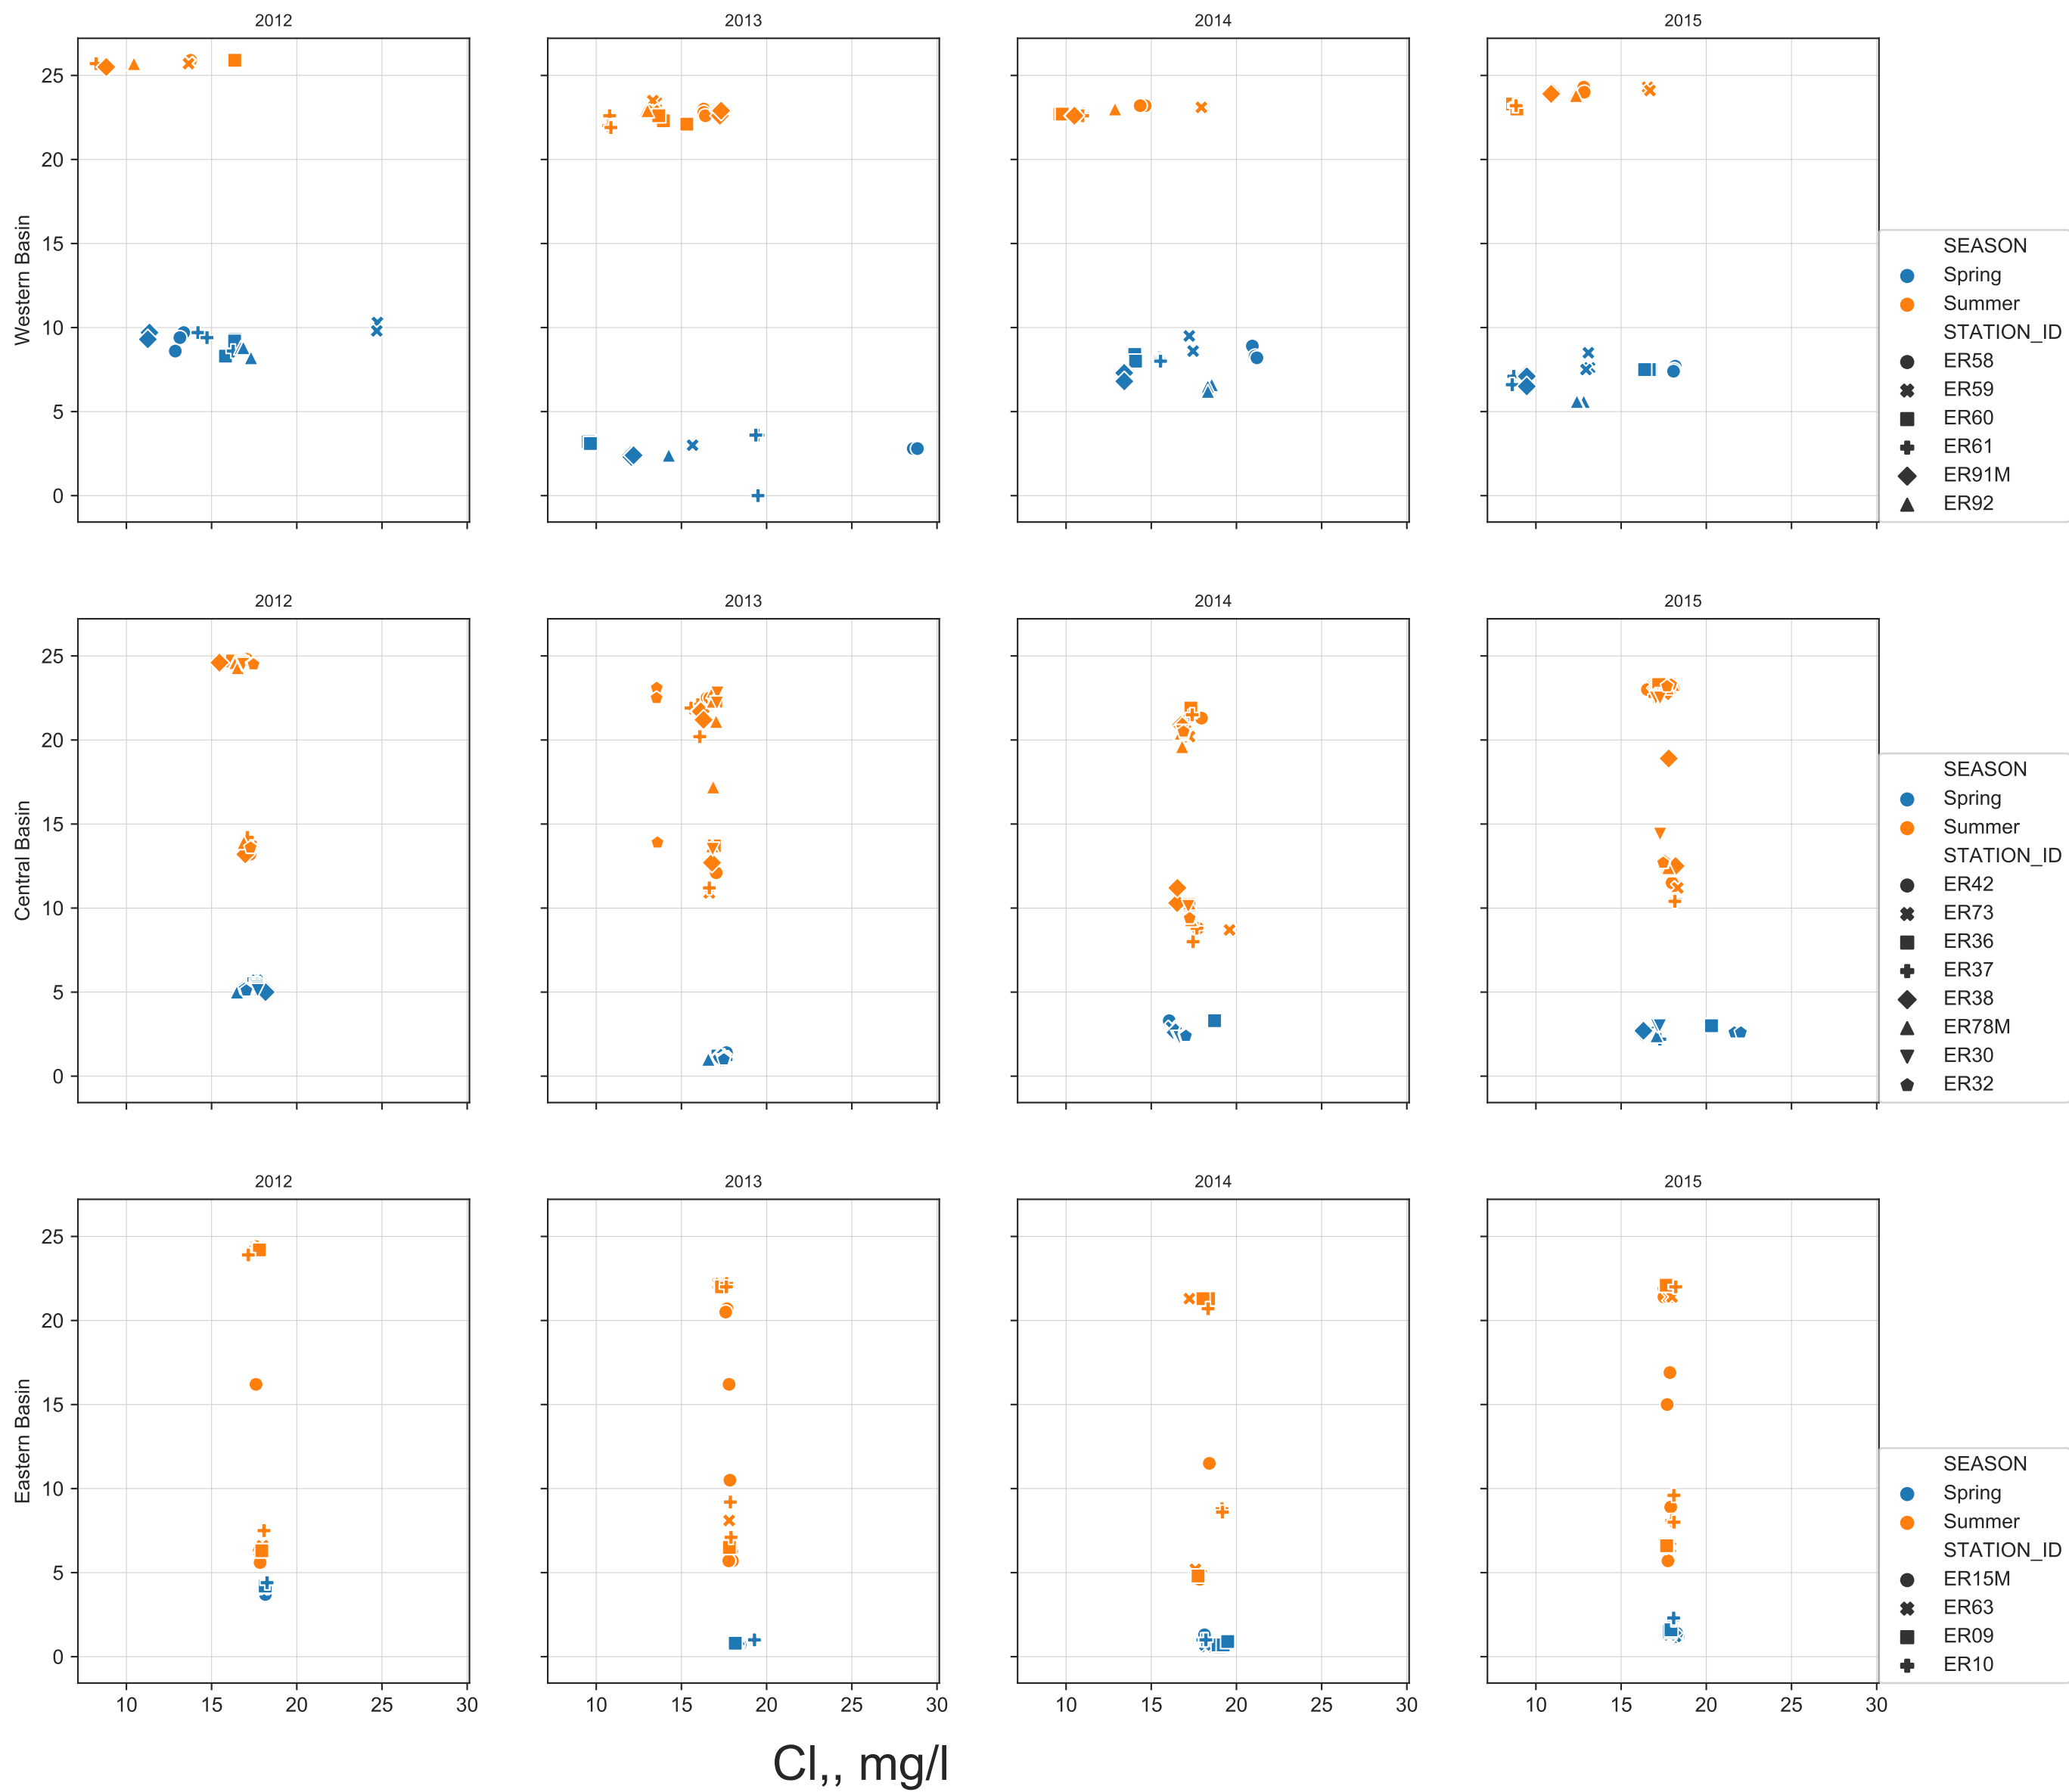 2012 2013 2014 2015
25
20
15
10
5
0
Western Basin
SEASON
Spring
Summer
STATION_ID
ER58
ER59
ER60
ER61
ER91M
ER92
2012 2013 2014 2015
25
20
15
10
5
0
Central Basin
SEASON
Spring
Summer
STATION_ID
ER42
ER73
ER36
ER37
ER38
ER78M
ER30
ER32
2012 2013 2014 2015
25
20
15
10
5
0
Eastern Basin
SEASON
Spring
Summer
STATION_ID
ER15M
ER63
ER09
ER10
10 15 20 25 30 10 15 20 25 30 10 15 20 25 30 10 15 20 25 30
Cl,, mg/l